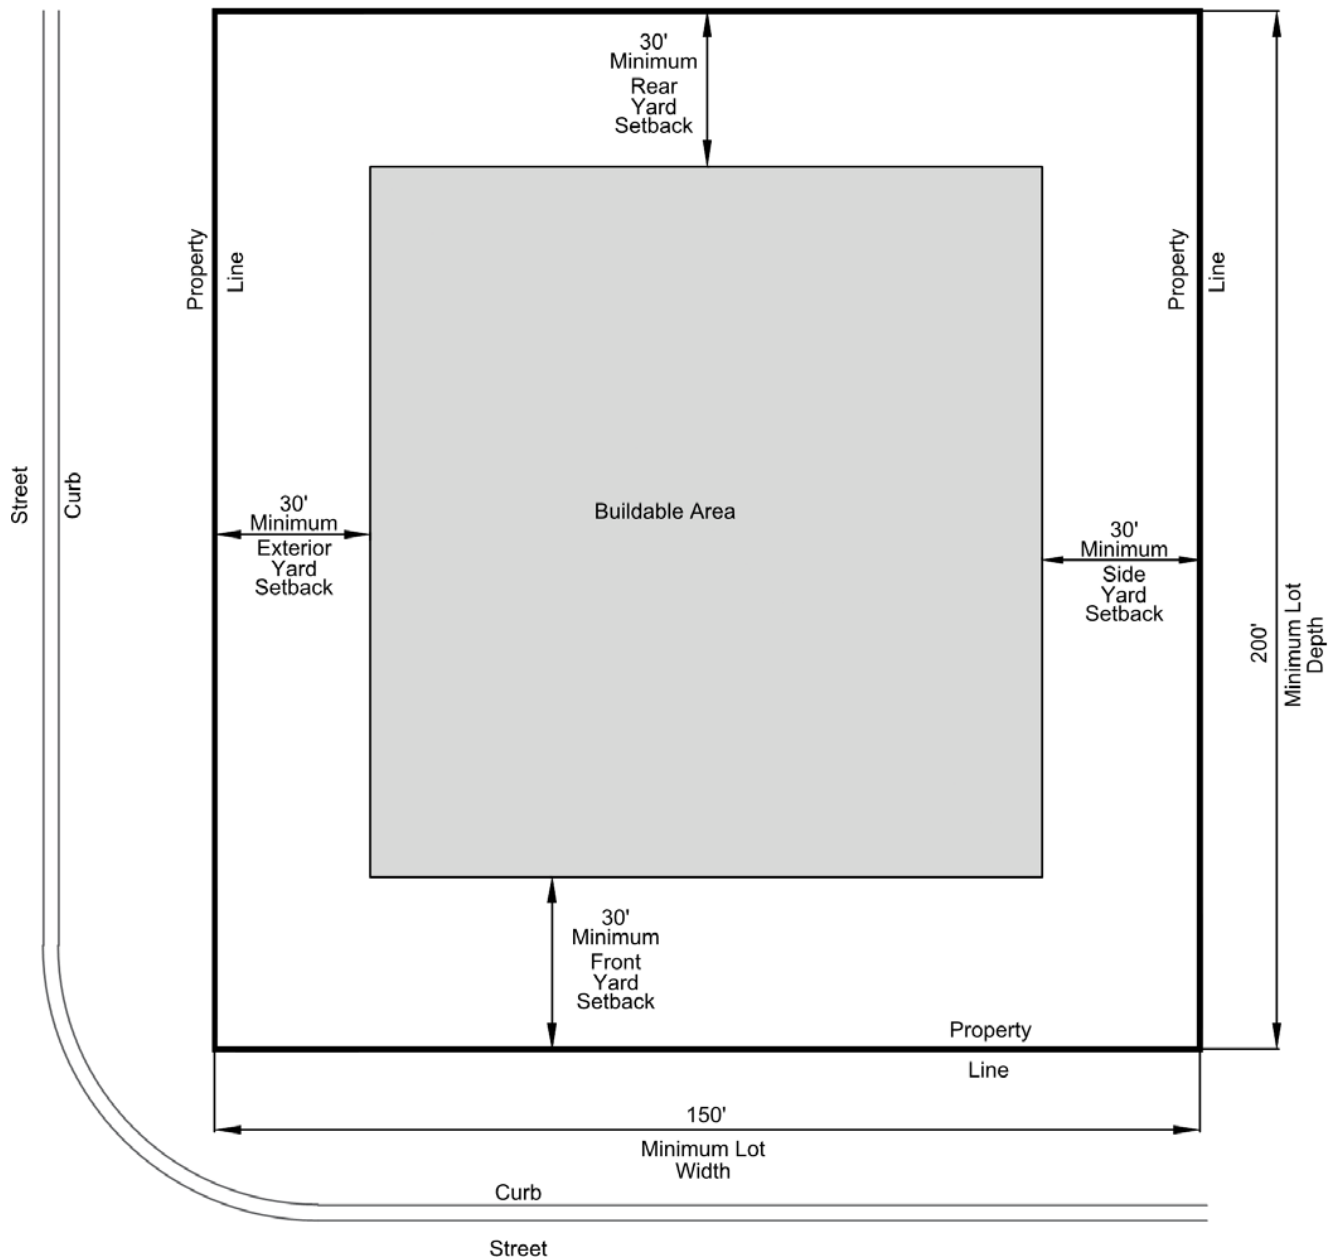 30'
Minimum
Rear
Yard
Setback
Property
Line
Property
Line
Street
Curb
30'
Minimum
Exterior
Yard
Setback
Buildable Area
30'
Minimum
Side
Yard
Setback
200'
Minimum Lot
Depth
30'
Minimum
Front
Yard
Setback
Property
Line
150'
Minimum Lot
Width
Curb
Street